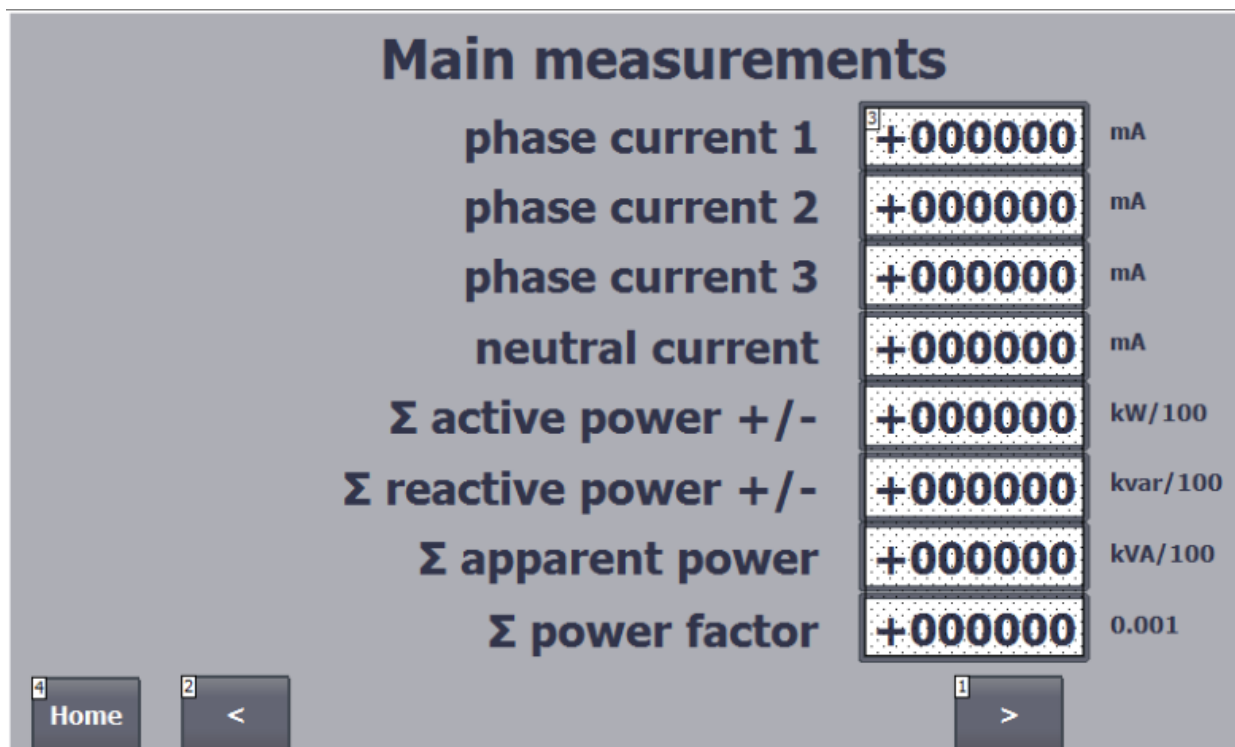 Main measurements
phase current 1 3 +000000 mA
phase current 2 +000000 mA
phase current 3 +000000 mA
neutral current +000000 mA
Σ active power +/- +000000 kW/100
Σ reactive power +/- +000000 kvar/100
Σ apparent power +000000 kVA/100
Σ power factor +000000 0.001
4 2 1
Home < >